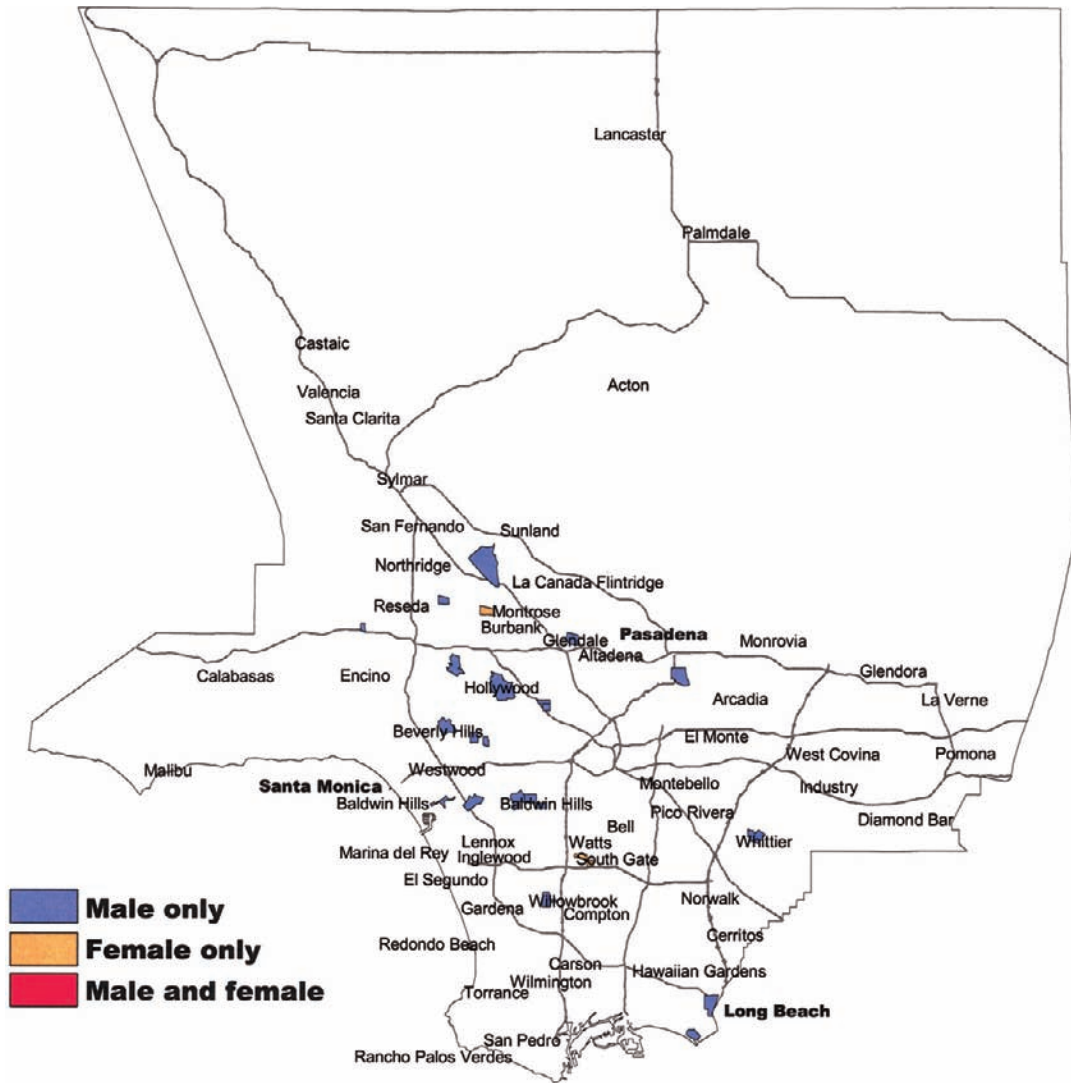 Lancaster
Palmdale
Castaic
Acton
Valencia
Santa Clarita
Sylmar
San Fernando
Sunland
Northridge
La Canada Flintridge
Reseda
Montrose
Burbank
Glendale
Pasadena
Monrovia
Altadena
Glendora
Calabasas
Encino
Hollywood
Arcadia
La Verne
Beverly Hills
El Monte
West Covina
Pomona
Malibu
Westwood
Santa Monica
Montebello
Industry
Baldwin Hills
Baldwin Hills
Pico Rivera
Diamond Bar
Bell
Lennox
Watts
Whittier
Marina del Rey
Inglewood
South Gate
El Segundo
Male only
Gardena
Willowbrook
Compton
Norwalk
Female only
Redondo Beach
Cerritos
Carson
Hawaiian Gardens
Male and female
Torrance
Wilmington
Long Beach
San Pedro
Rancho Palos Verdes